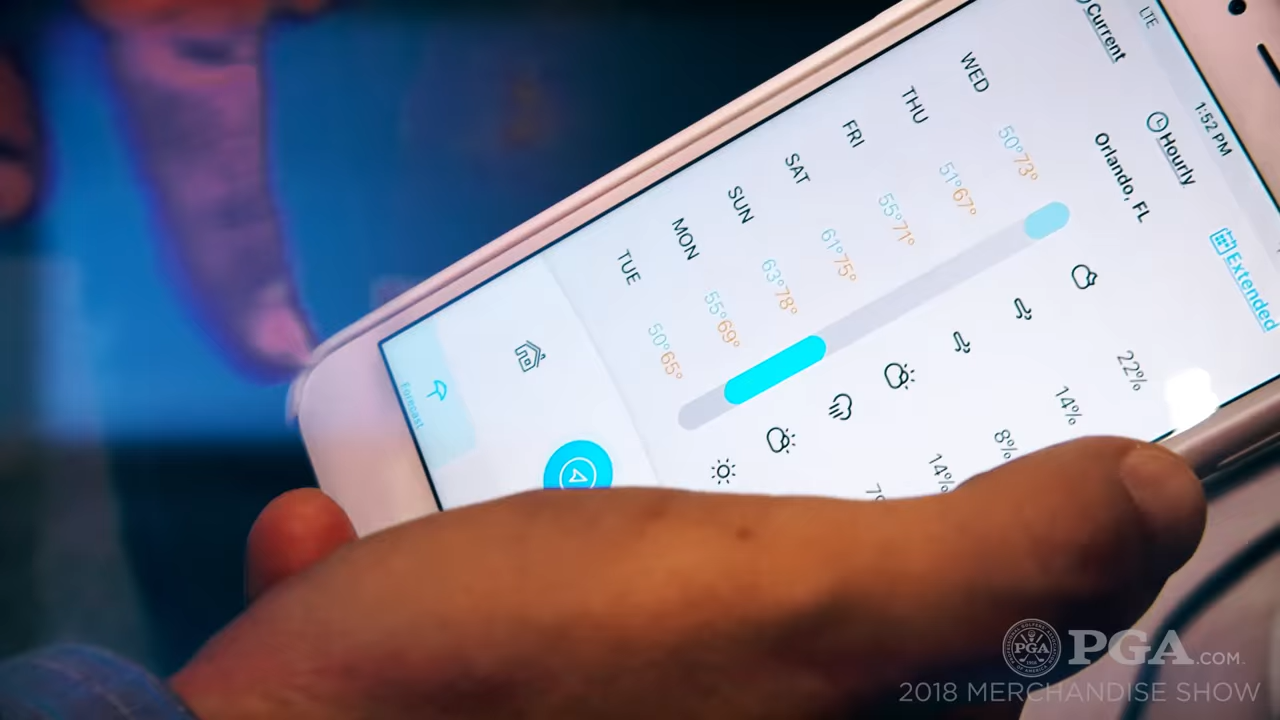 LTE
1:52 PM
Current
Hourly
Extended
Orlando, FL
WED 50° 73° 22%
THU 51° 67° 14%
FRI 55° 71° 8%
SAT 61° 75° 14%
SUN 63° 78°
MON 55° 69°
TUE 50° 65°
Forecast
PGA
PGA.COM
2018 MERCHANDISE SHOW